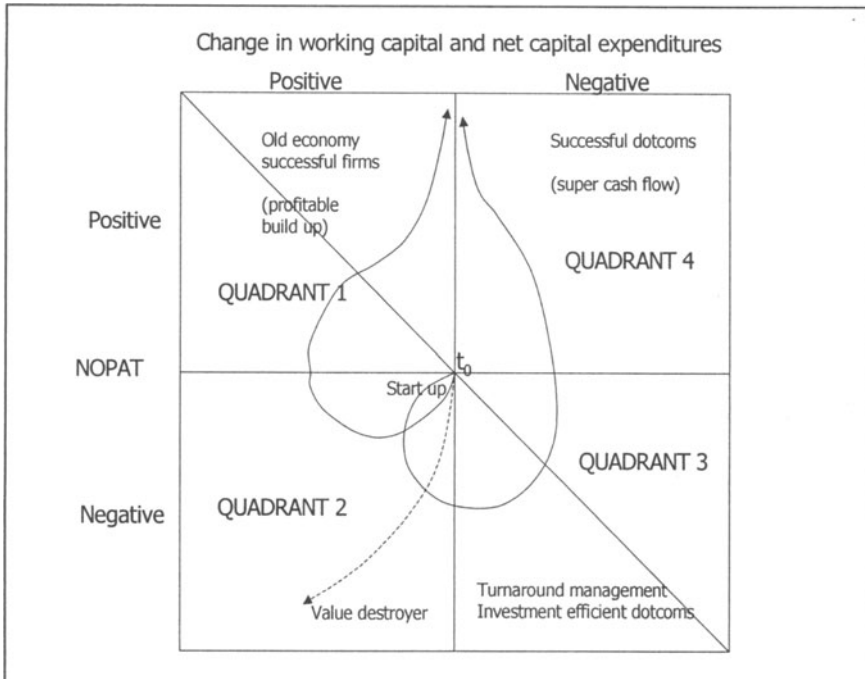 Change in working capital and net capital expenditures
Positive
Negative
Old economy
successful firms
(profitable
build up)
Successful dotcoms
(super cash flow)
Positive
QUADRANT 1
QUADRANT 4
NOPAT
t₀
Start up
QUADRANT 3
Negative
QUADRANT 2
Turnaround management
Investment efficient dotcoms
Value destroyer